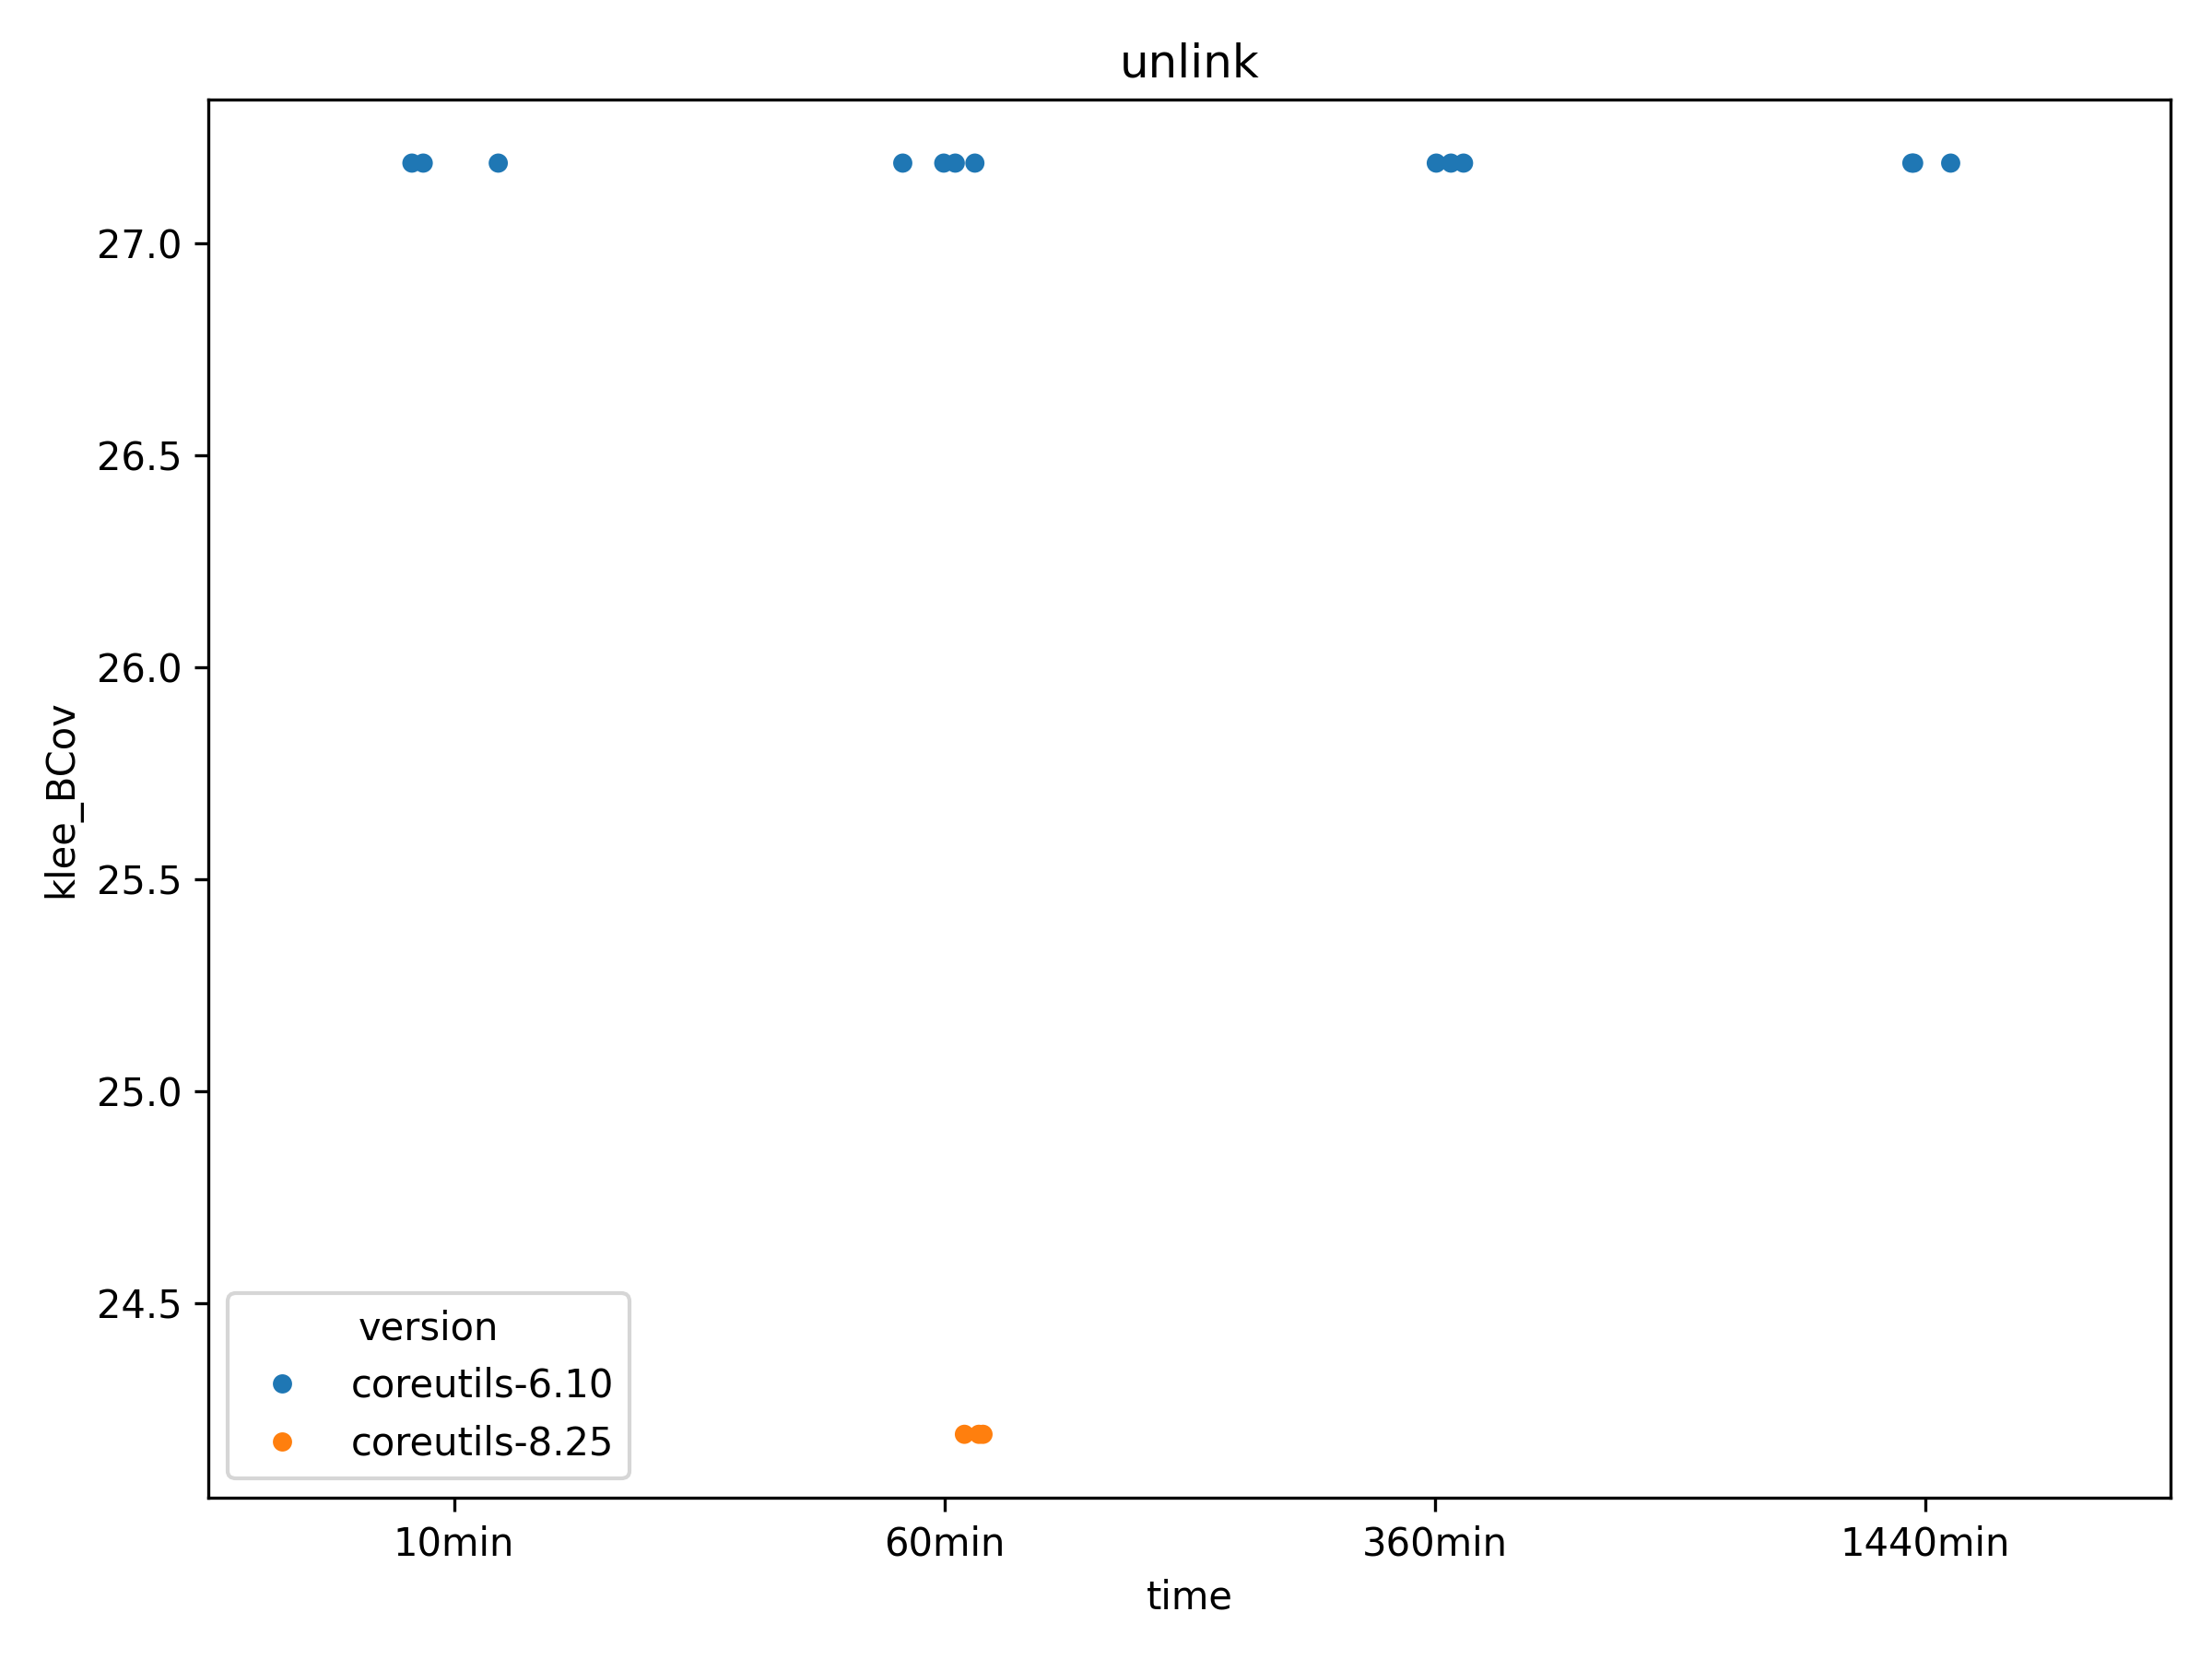 unlink
klee_BCov
27.0
26.5
26.0
25.5
25.0
24.5
version
coreutils-6.10
coreutils-8.25
10min 60min 360min 1440min
time